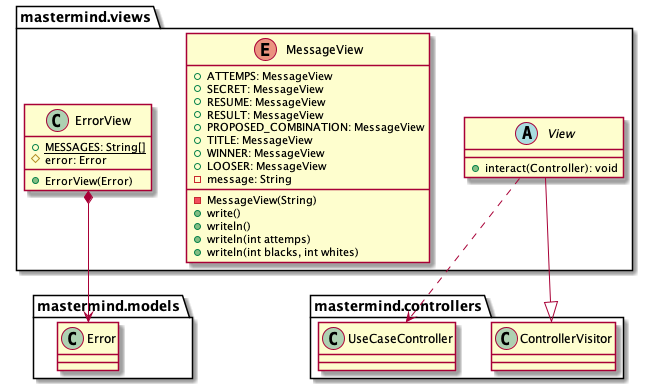 mastermind.views
E MessageView
ATTEMPS: MessageView
SECRET: MessageView
RESUME: MessageView
RESULT: MessageView
PROPOSED_COMBINATION: MessageView
TITLE: MessageView
WINNER: MessageView
LOOSER: MessageView
message: String
MessageView(String)
write()
writeln()
writeln(int attemps)
writeln(int blacks, int whites)
C ErrorView
MESSAGES: String[]
error: Error
ErrorView(Error)
A View
interact(Controller): void
mastermind.models
C Error
mastermind.controllers
C UseCaseController
C ControllerVisitor